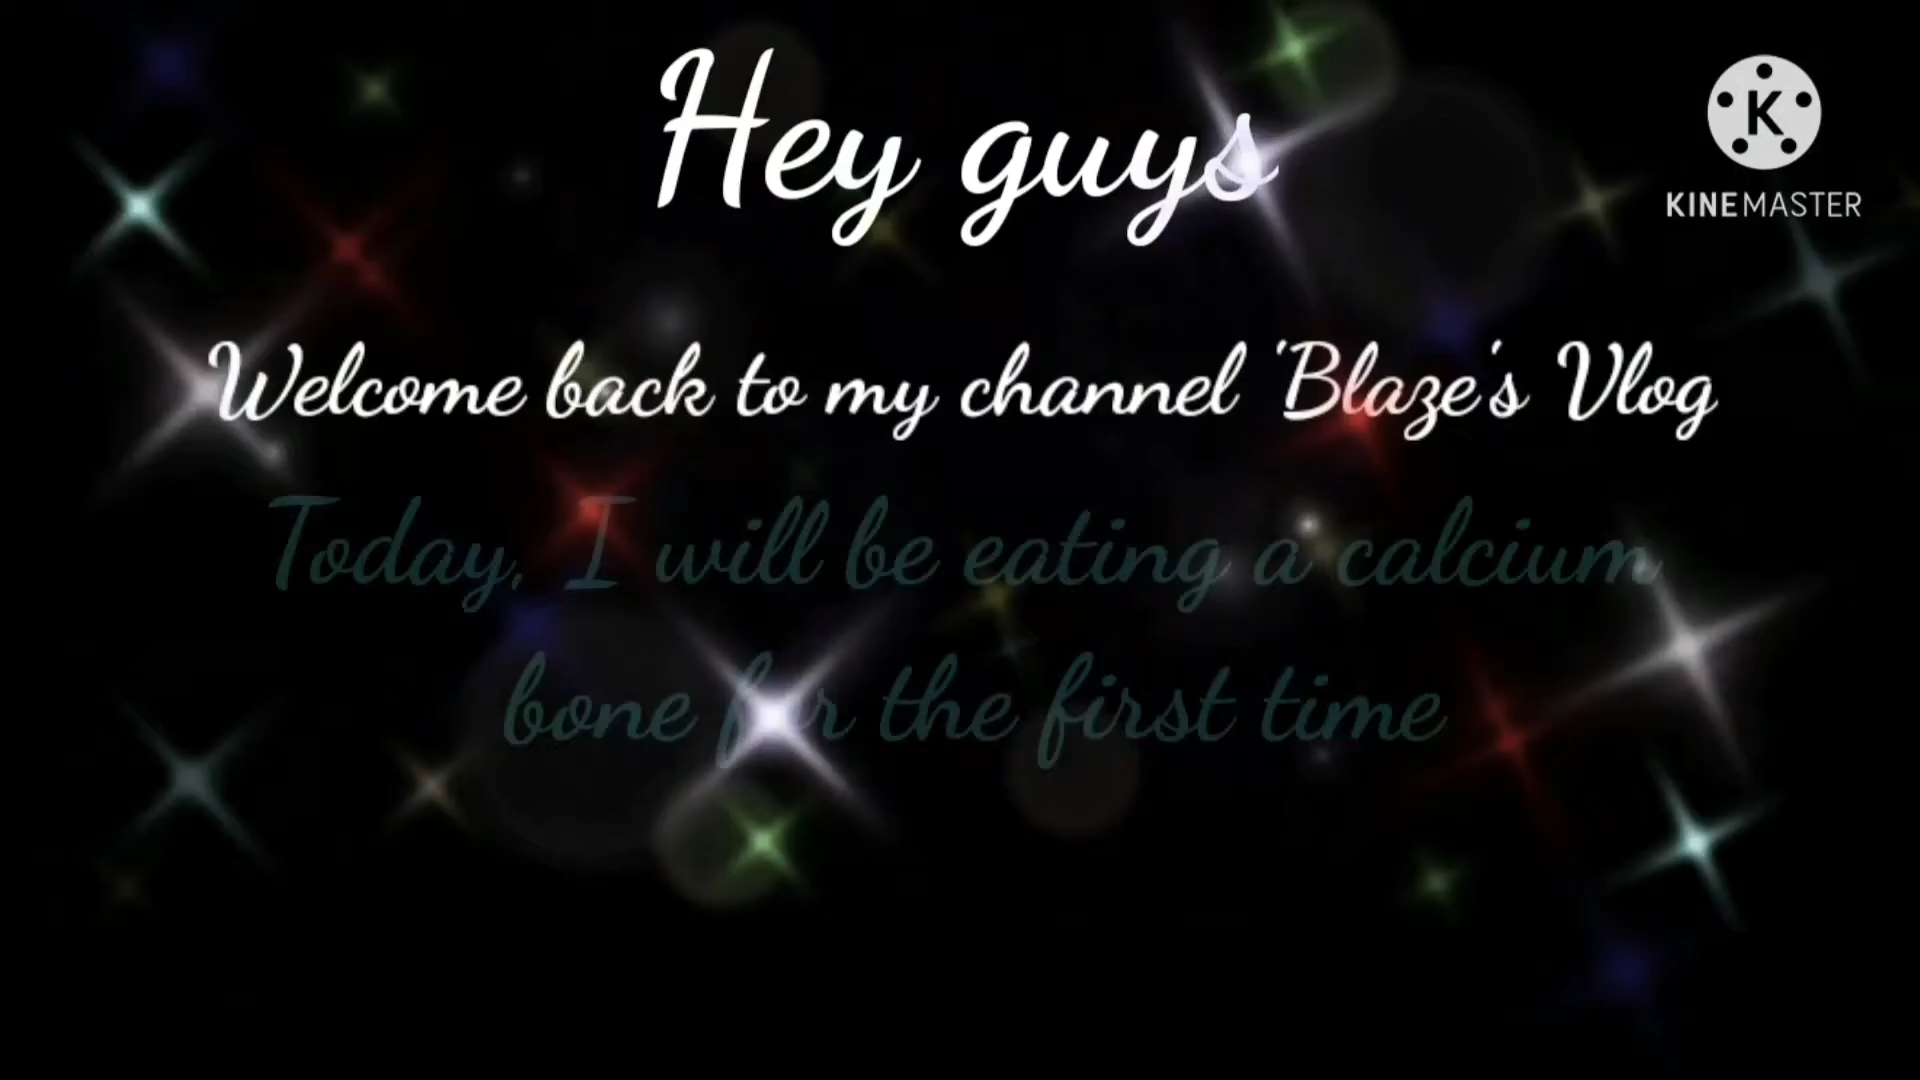 Hey guys
KINEMASTER
Welcome back to my channel 'Blaze's Vlog
Today, I will be eating a calcium
bone for the first time